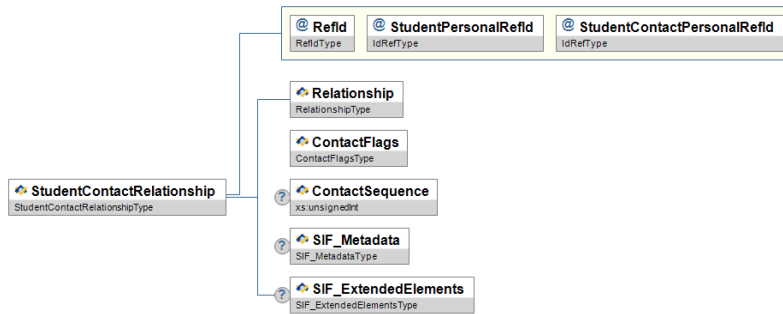 @ RefId
RefIdType
@ StudentPersonalRefId
IdRefType
@ StudentContactPersonalRefId
IdRefType
Relationship
RelationshipType
ContactFlags
ContactFlagsType
StudentContactRelationship
StudentContactRelationshipType
? ContactSequence
xs:unsignedInt
? SIF_Metadata
SIF_MetadataType
? SIF_ExtendedElements
SIF_ExtendedElementsType